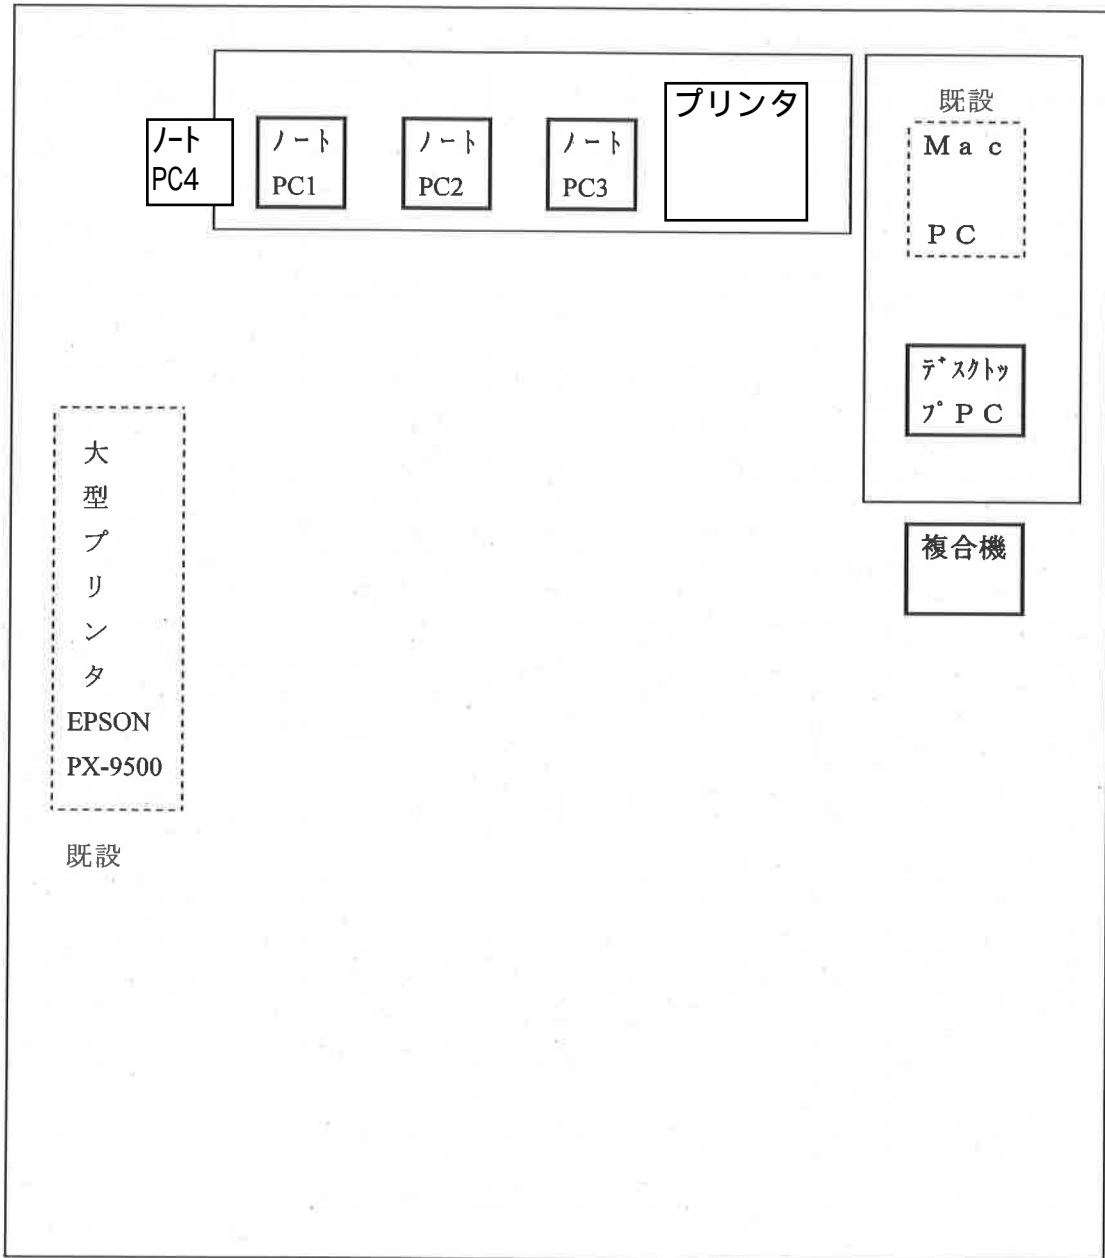 ノート
PC4
ノート
PC1
ノート
PC2
ノート
PC3
プリンタ
既設
Ｍａｃ
ＰＣ
ﾃﾞｽｸﾄｯ
ﾌﾟＰＣ
複合機
大
型
プ
リ
ン
タ
EPSON
PX-9500
既設